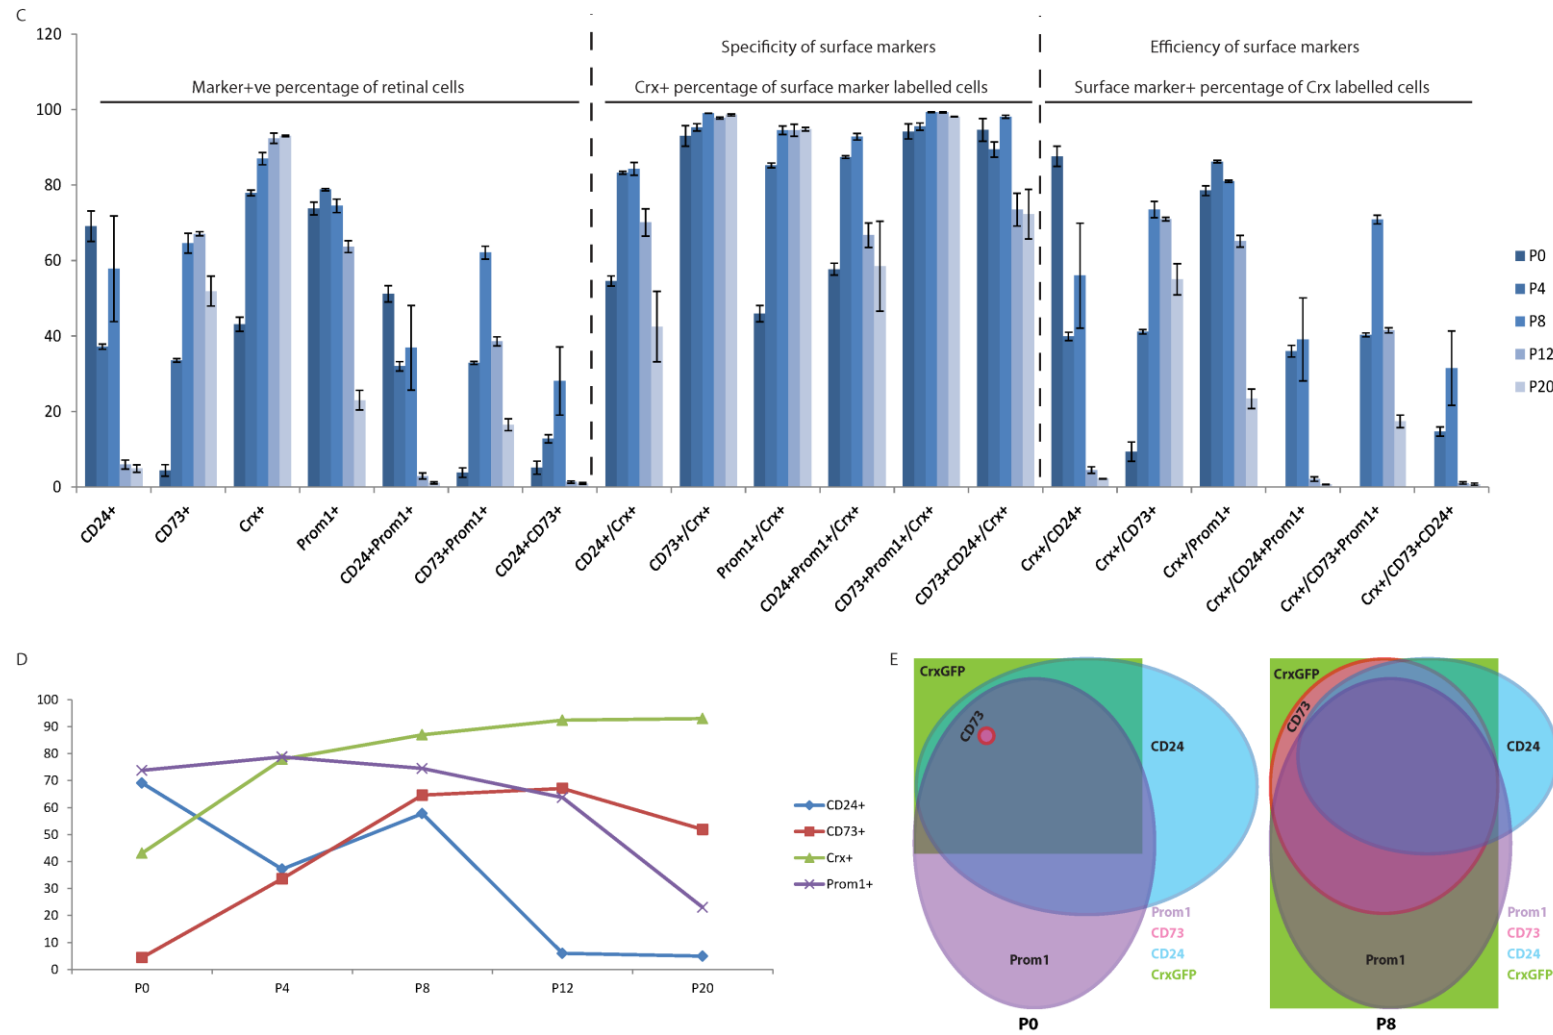 C
Specificity of surface markers
Efficiency of surface markers
Marker+ve percentage of retinal cells
Crx+ percentage of surface marker labelled cells
Surface marker+ percentage of Crx labelled cells
120
100
80
60
40
20
0
P0
P4
P8
P12
P20
CD24+
CD73+
Crx+
Prom1+
CD24+Prom1+
CD73+Prom1+
CD24+CD73+
CD24+/Crx+
CD73+/Crx+
Prom1+/Crx+
CD24+Prom1+/Crx+
CD73+Prom1+/Crx+
CD73+CD24+/Crx+
Crx+/CD24+
Crx+/CD73+
Crx+/Prom1+
Crx+/CD24+Prom1+
Crx+/CD73+Prom1+
Crx+/CD73+CD24+
D
100
90
80
70
60
50
40
30
20
10
0
P0
P4
P8
P12
P20
CD24+
CD73+
Crx+
Prom1+
E
CrxGFP
CD73
CD24
Prom1
Prom1
CD73
CD24
CrxGFP
P0
CrxGFP
CD73
CD24
Prom1
Prom1
CD73
CD24
CrxGFP
P8